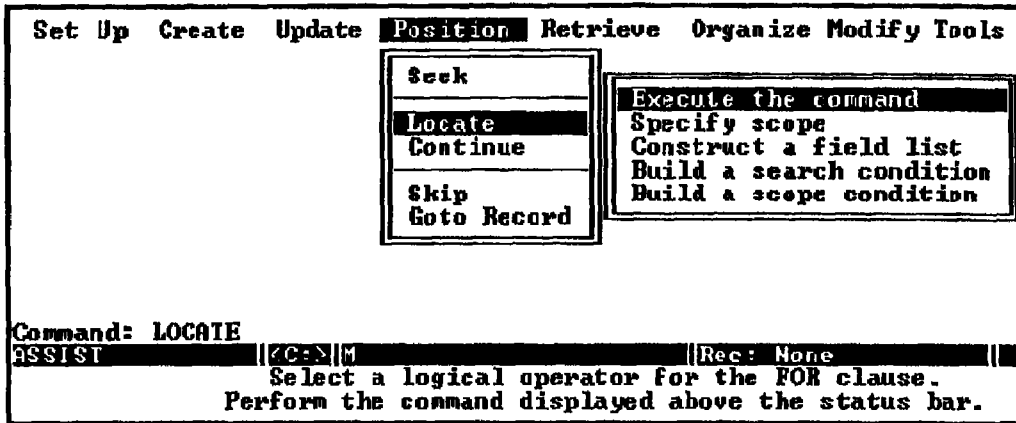 Set Up Create Update Position Retrieve Organize Modify Tools
Seek
Locate
Continue
Skip
Goto Record
Execute the command
Specify scope
Construct a field list
Build a search condition
Build a scope condition
Command: LOCATE
ASSIST <C:> M Rec: None
Select a logical operator for the FOR clause.
Perform the command displayed above the status bar.